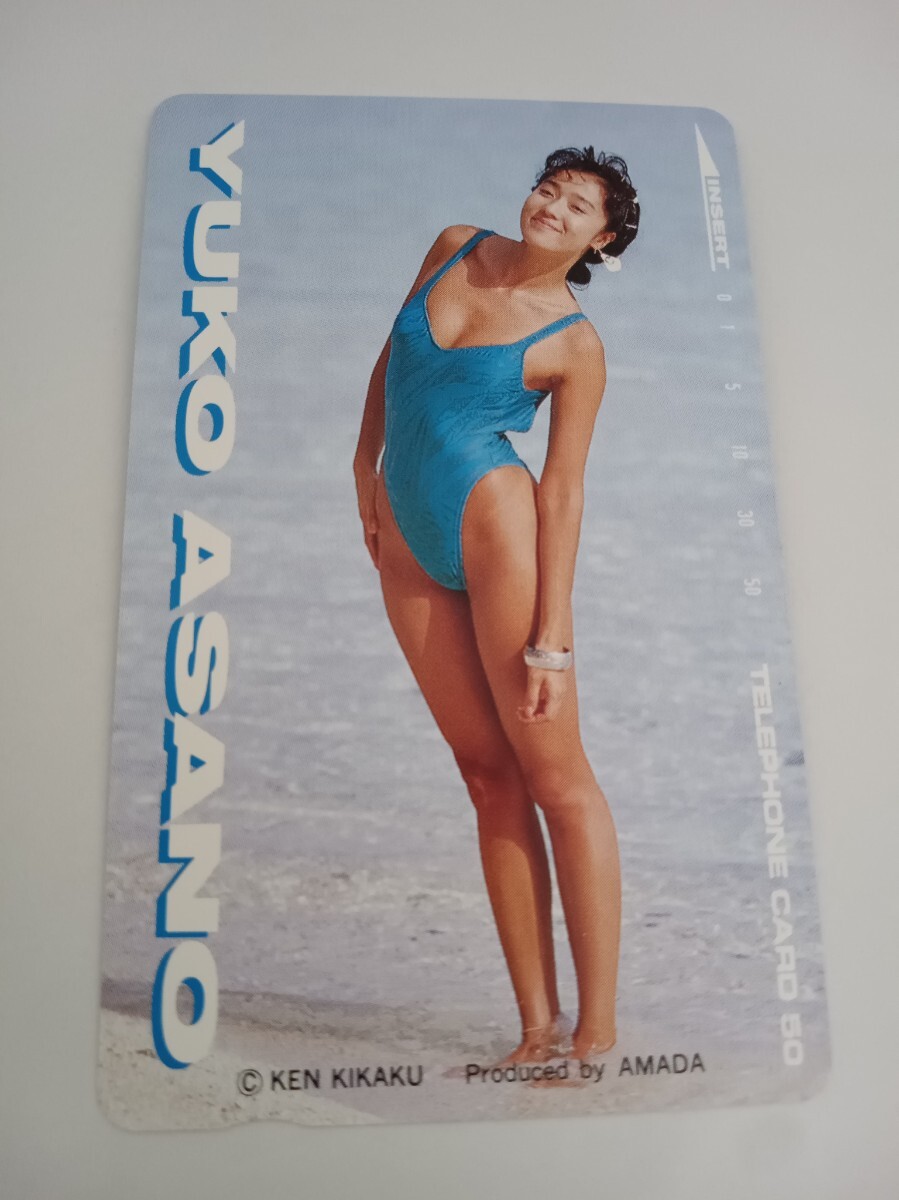 YUKO ASANO
INSERT
0 1 5 10 30 50
TELEPHONE CARD 50
© KEN KIKAKU Produced by AMADA